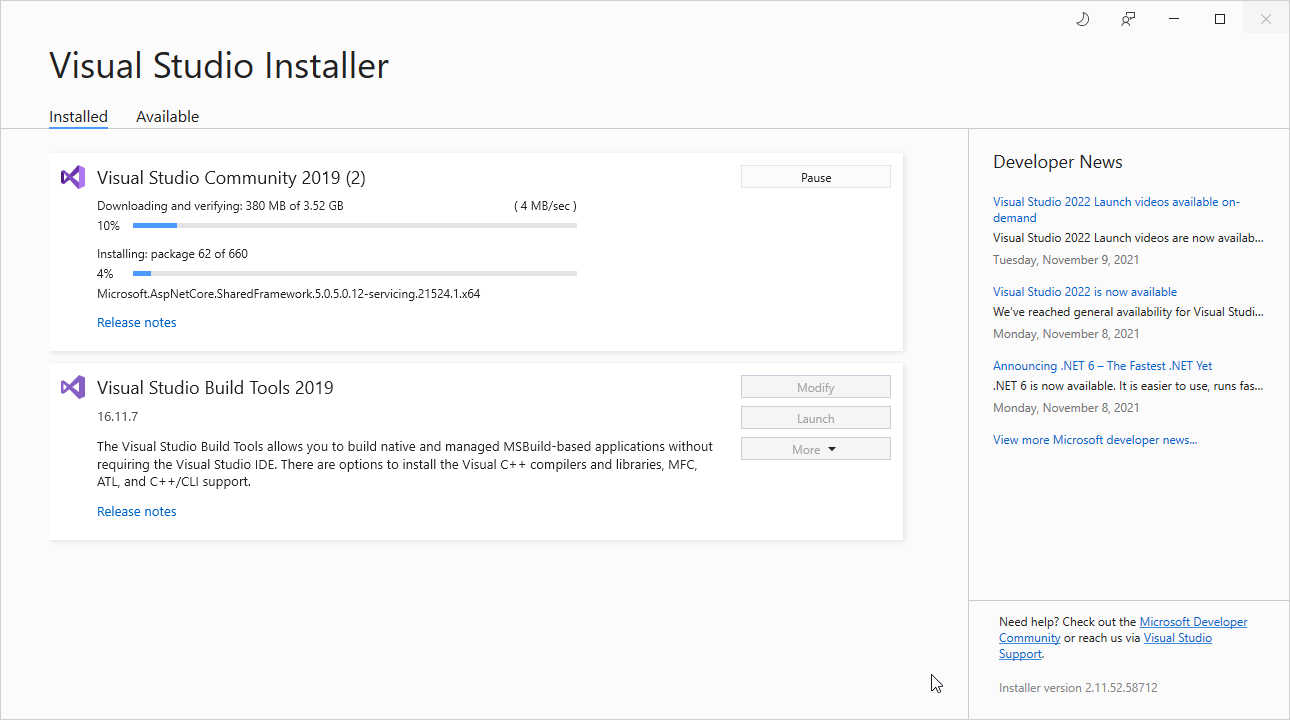 Visual Studio Installer
Installed Available
Visual Studio Community 2019 (2)
Pause
Downloading and verifying: 380 MB of 3.52 GB ( 4 MB/sec )
10%
Installing: package 62 of 660
4%
Microsoft.AspNetCore.SharedFramework.5.0.5.0.12-servicing.21524.1.x64
Release notes
Visual Studio Build Tools 2019
16.11.7
The Visual Studio Build Tools allows you to build native and managed MSBuild-based applications without
requiring the Visual Studio IDE. There are options to install the Visual C++ compilers and libraries, MFC,
ATL, and C++/CLI support.
Release notes
Modify
Launch
More
Developer News
Visual Studio 2022 Launch videos available on-
demand
Visual Studio 2022 Launch videos are now availab...
Tuesday, November 9, 2021
Visual Studio 2022 is now available
We've reached general availability for Visual Studi...
Monday, November 8, 2021
Announcing .NET 6 – The Fastest .NET Yet
.NET 6 is now available. It is easier to use, runs fas...
Monday, November 8, 2021
View more Microsoft developer news...
Need help? Check out the Microsoft Developer
Community or reach us via Visual Studio
Support.
Installer version 2.11.52.58712